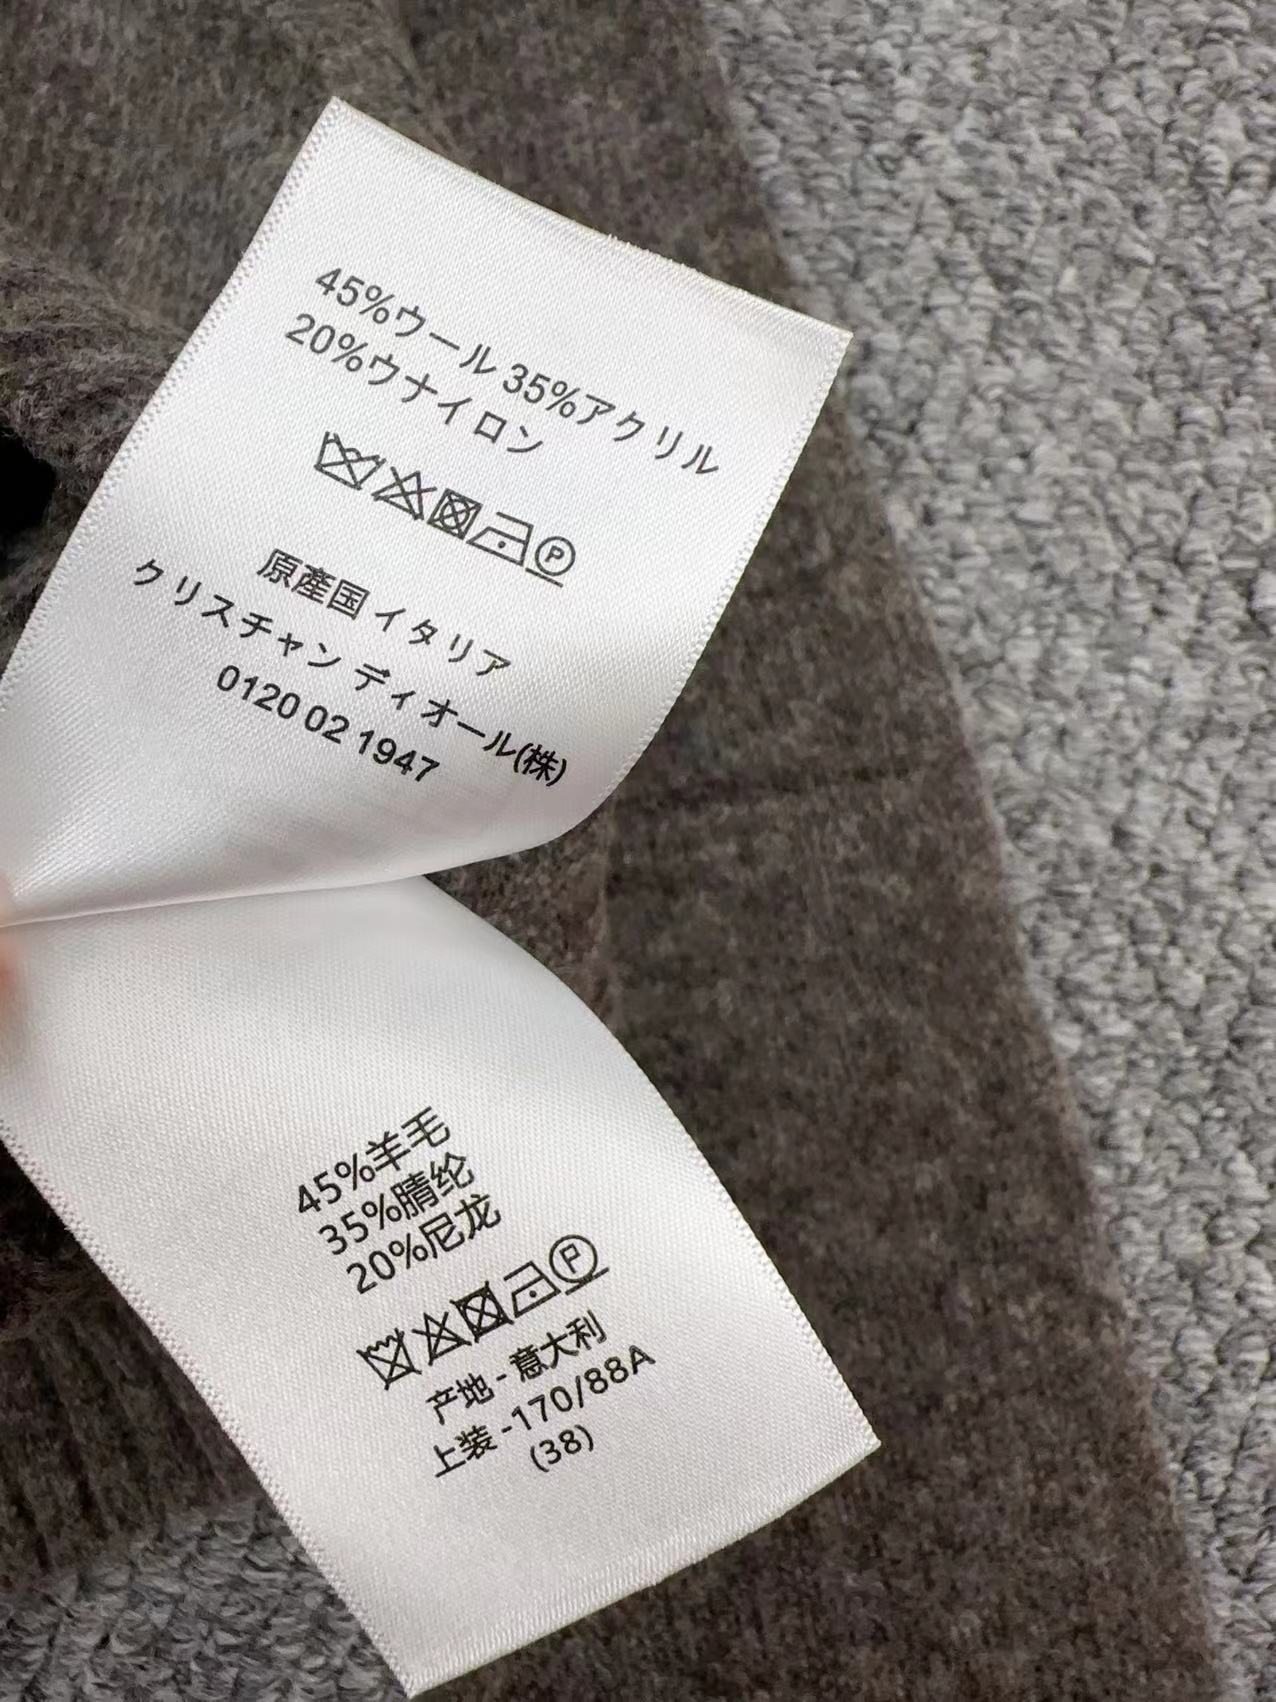 45%ウール 35%アクリル
20%ウナイロン
P
原産国 イタリア
クリスチャン ディオール(株)
0120 02 1947
45%羊毛
35%腈纶
20%尼龙
P
产地 - 意大利
上装 -170/88A
(38)